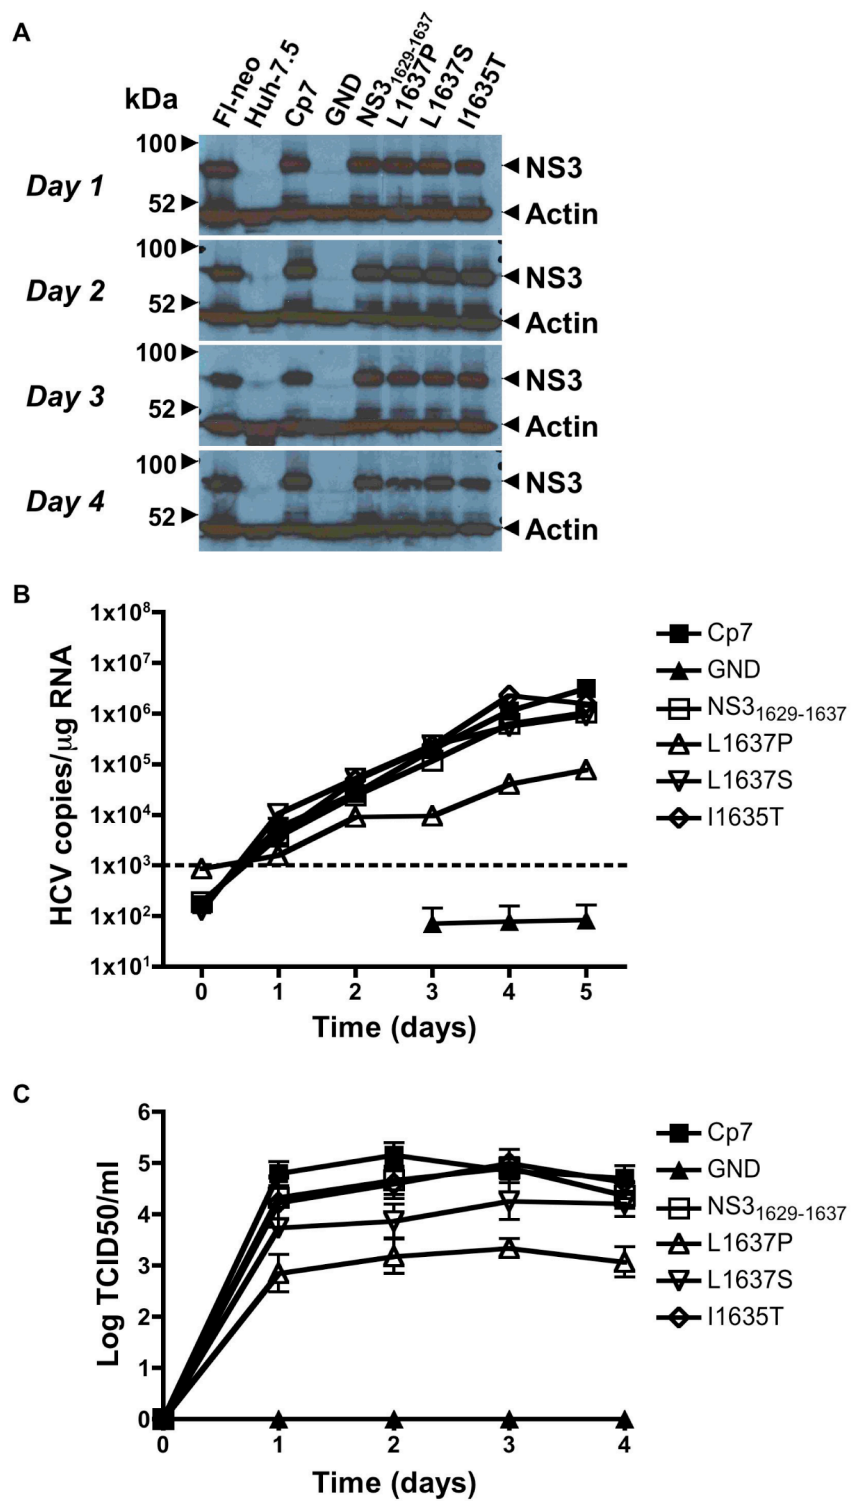 A
kDa
Fl-neo
Huh-7.5
Cp7
GND
NS3₁₆₂₉₋₁₆₃₇
L1637P
L1637S
I1635T
Day 1
100
52
NS3
Actin
Day 2
100
52
NS3
Actin
Day 3
100
52
NS3
Actin
Day 4
100
52
NS3
Actin
B
HCV copies/µg RNA
1x10⁸
1x10⁷
1x10⁶
1x10⁵
1x10⁴
1x10³
1x10²
1x10¹
0 1 2 3 4 5
Time (days)
Cp7
GND
NS3₁₆₂₉₋₁₆₃₇
L1637P
L1637S
I1635T
C
Log TCID50/ml
6
5
4
3
2
1
0
0 1 2 3 4
Time (days)
Cp7
GND
NS3₁₆₂₉₋₁₆₃₇
L1637P
L1637S
I1635T